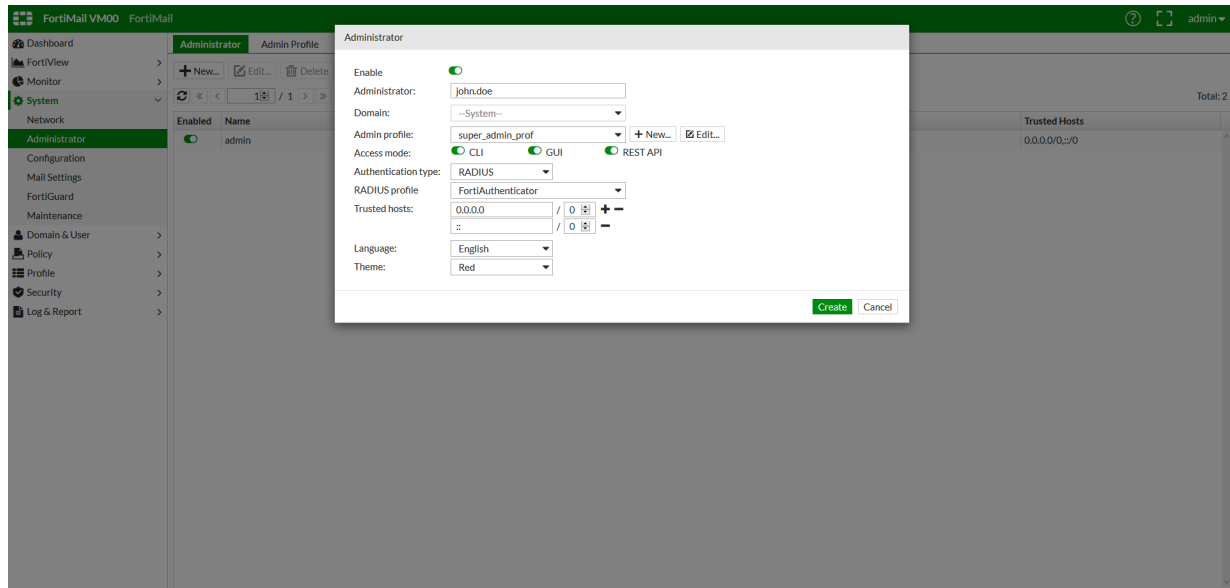 FortiMail VM00 FortiMail
admin
Dashboard
FortiView
Monitor
System
Network
Administrator
Configuration
Mail Settings
FortiGuard
Maintenance
Domain & User
Policy
Profile
Security
Log & Report
Administrator Admin Profile
New... Edit... Delete
1 / 1
Total: 2
Enabled Name Trusted Hosts
admin 0.0.0.0/0,::/0
Administrator
Enable
Administrator: john.doe
Domain: --System--
Admin profile: super_admin_prof New... Edit...
Access mode: CLI GUI REST API
Authentication type: RADIUS
RADIUS profile FortiAuthenticator
Trusted hosts: 0.0.0.0 / 0
:: / 0
Language: English
Theme: Red
Create Cancel